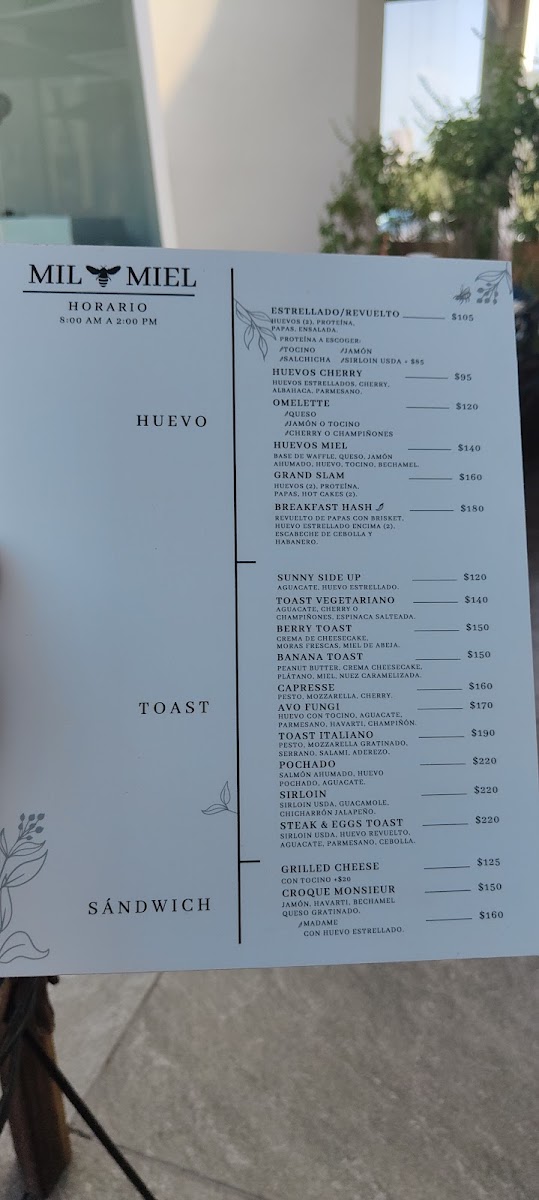 MIL MIEL
HORARIO
8:00 AM A 2:00 PM
HUEVO
ESTRELLADO/REVUELTO $105
HUEVOS (2), PROTEÍNA,
PAPAS, ENSALADA.
PROTEÍNA A ESCOGER:
/TOCINO /JAMÓN
/SALCHICHA /SIRLOIN USDA + $85
HUEVOS CHERRY $95
HUEVOS ESTRELLADOS, CHERRY,
ALBAHACA, PARMESANO.
OMELETTE $120
/QUESO
/JAMÓN O TOCINO
/CHERRY O CHAMPIÑONES
HUEVOS MIEL $140
BASE DE WAFFLE, QUESO, JAMÓN
AHUMADO, HUEVO, TOCINO, BECHAMEL.
GRAND SLAM $160
HUEVOS (2), PROTEÍNA,
PAPAS, HOT CAKES (2).
BREAKFAST HASH $180
REVUELTO DE PAPAS CON BRISKET,
HUEVO ESTRELLADO ENCIMA (2),
ESCABECHE DE CEBOLLA Y
HABANERO.
TOAST
SUNNY SIDE UP $120
AGUACATE, HUEVO ESTRELLADO.
TOAST VEGETARIANO $140
AGUACATE, CHERRY O
CHAMPIÑONES, ESPINACA SALTEADA.
BERRY TOAST $150
CREMA DE CHEESECAKE,
MORAS FRESCAS, MIEL DE ABEJA.
BANANA TOAST $150
PEANUT BUTTER, CREMA CHEESECAKE,
PLÁTANO, MIEL, NUEZ CARAMELIZADA.
CAPRESSE $160
PESTO, MOZZARELLA, CHERRY.
AVO FUNGI $170
HUEVO CON TOCINO, AGUACATE,
PARMESANO, HAVARTI, CHAMPIÑÓN.
TOAST ITALIANO $190
PESTO, MOZZARELLA GRATINADO,
SERRANO, SALAMI, ADEREZO.
POCHADO $220
SALMÓN AHUMADO, HUEVO
POCHADO, AGUACATE.
SIRLOIN $220
SIRLOIN USDA, GUACAMOLE,
CHICHARRÓN JALAPEÑO.
STEAK & EGGS TOAST $220
SIRLOIN USDA, HUEVO REVUELTO,
AGUACATE, PARMESANO, CEBOLLA.
SÁNDWICH
GRILLED CHEESE $125
CON TOCINO +$20
CROQUE MONSIEUR $150
JAMÓN, HAVARTI, BECHAMEL
QUESO GRATINADO.
/MADAME $160
CON HUEVO ESTRELLADO.